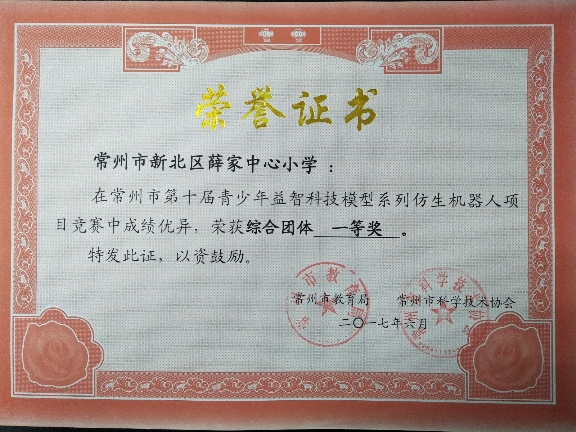 荣誉证书
常州市新北区薛家中心小学：
在常州市第十届青少年益智科技模型系列仿生机器人项
目竞赛中成绩优异，荣获综合团体 一等奖 。
特发此证，以资鼓励。
常州市教育局 常州市科学技术协会
二〇一七年六月